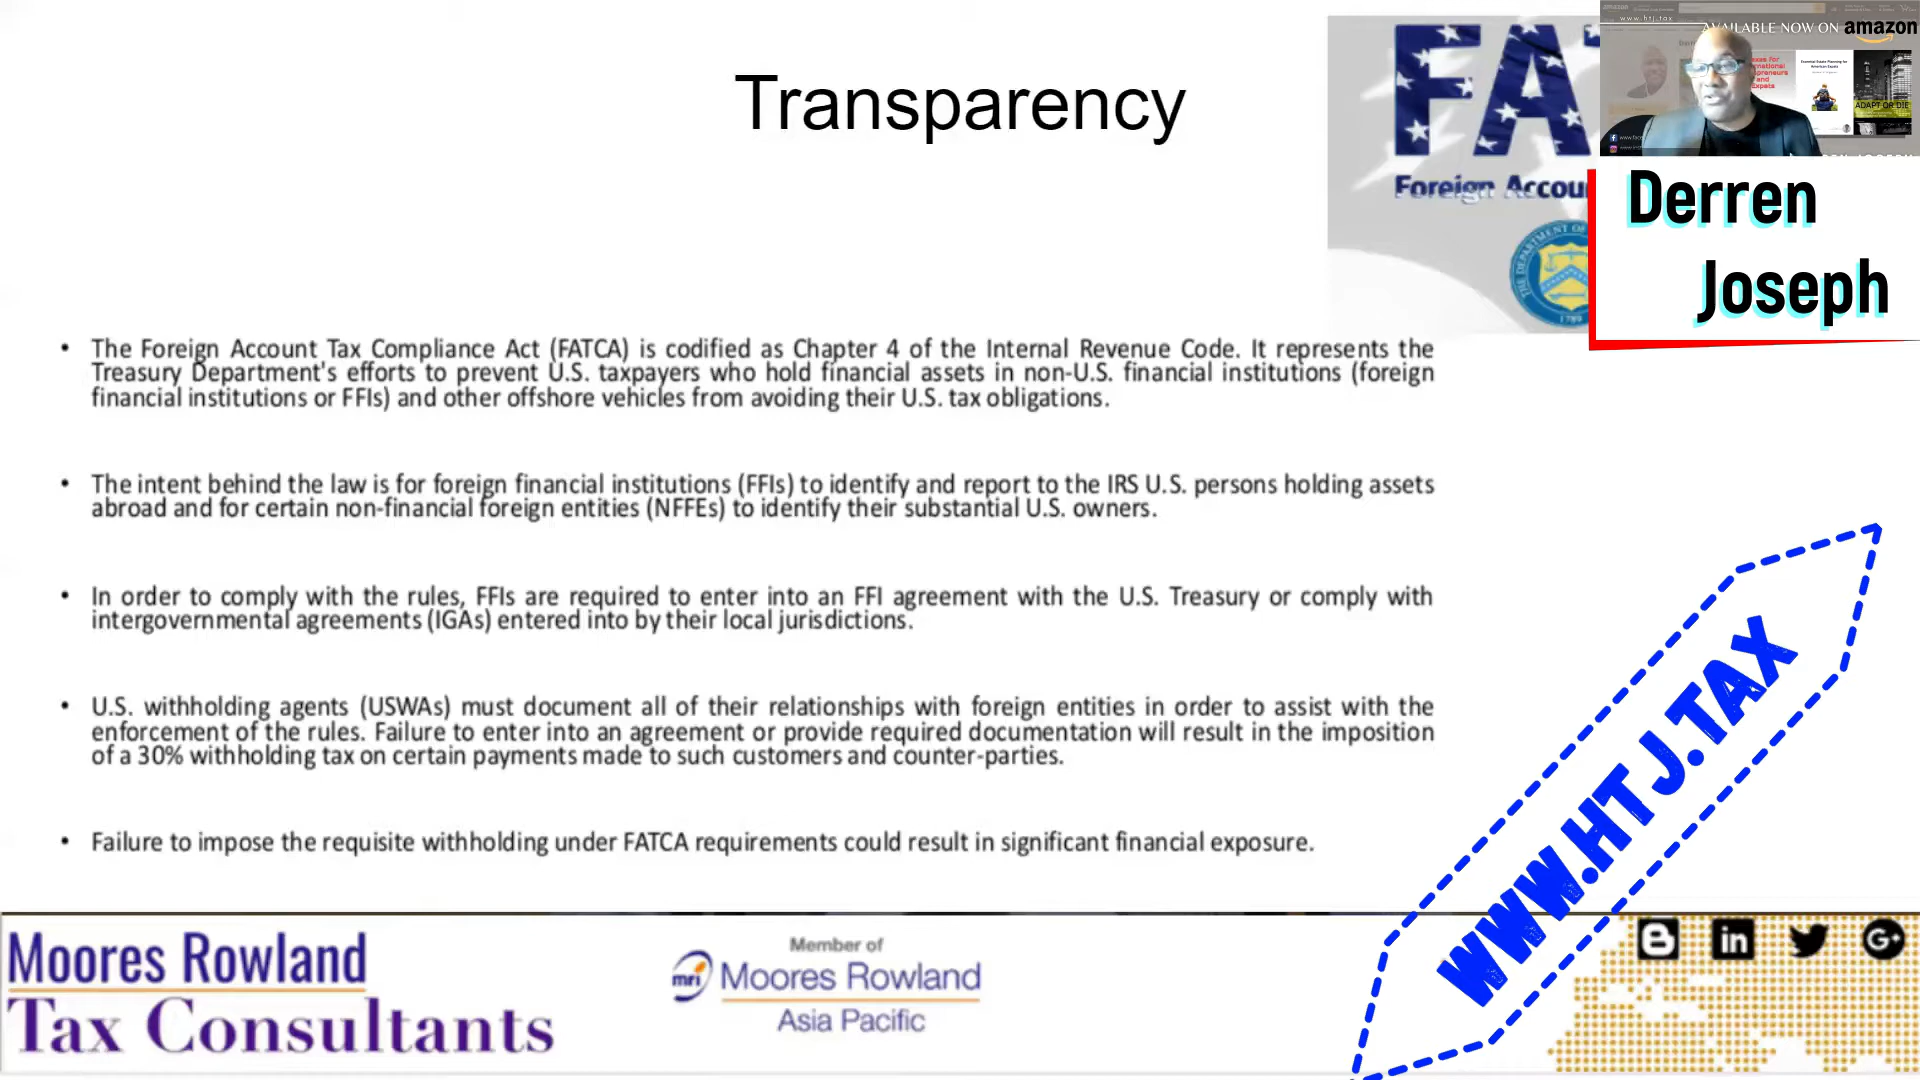 Transparency
FAT
Foreign Accou
www.htj.tax
AVAILABLE NOW ON amazon
ADAPT OR DIE
Derren
Joseph
• The Foreign Account Tax Compliance Act (FATCA) is codified as Chapter 4 of the Internal Revenue Code. It represents the
Treasury Department's efforts to prevent U.S. taxpayers who hold financial assets in non-U.S. financial institutions (foreign
financial institutions or FFIs) and other offshore vehicles from avoiding their U.S. tax obligations.
• The intent behind the law is for foreign financial institutions (FFIs) to identify and report to the IRS U.S. persons holding assets
abroad and for certain non-financial foreign entities (NFFEs) to identify their substantial U.S. owners.
• In order to comply with the rules, FFIs are required to enter into an FFI agreement with the U.S. Treasury or comply with
intergovernmental agreements (IGAs) entered into by their local jurisdictions.
• U.S. withholding agents (USWAs) must document all of their relationships with foreign entities in order to assist with the
enforcement of the rules. Failure to enter into an agreement or provide required documentation will result in the imposition
of a 30% withholding tax on certain payments made to such customers and counter-parties.
• Failure to impose the requisite withholding under FATCA requirements could result in significant financial exposure.
WWW.HTJ.TAX
Moores Rowland
Tax Consultants
Member of
mri Moores Rowland
Asia Pacific